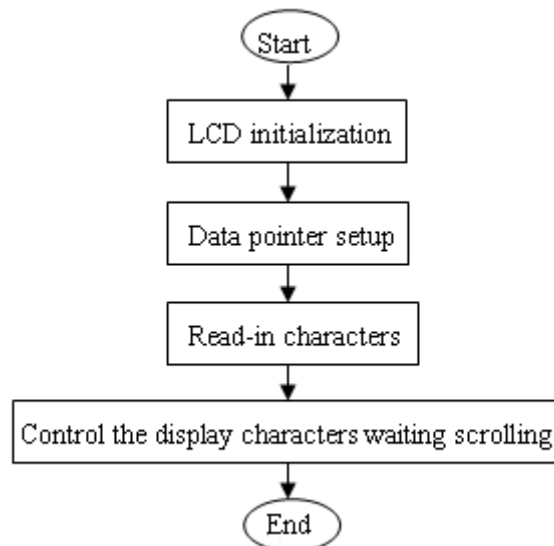 Start
LCD initialization
Data pointer setup
Read-in characters
Control the display characters waiting scrolling
End